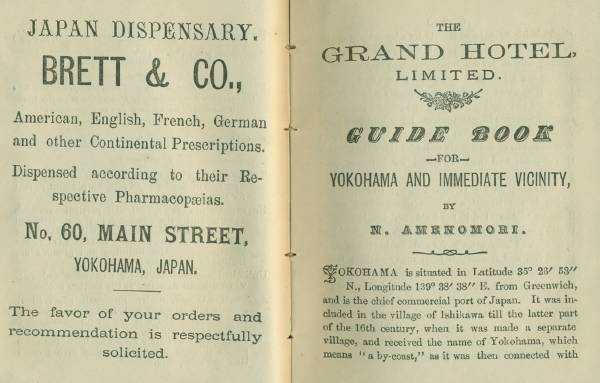 JAPAN DISPENSARY.
BRETT & CO.,
American, English, French, German
and other Continental Prescriptions.
Dispensed according to their Re-
spective Pharmacopæias.
No. 60, MAIN STREET,
YOKOHAMA, JAPAN.
The favor of your orders and
recommendation is respectfully
solicited.
THE
GRAND HOTEL,
LIMITED.
GUIDE BOOK
—FOR—
YOKOHAMA AND IMMEDIATE VICINITY,
BY
N. AMENOMORI.
YOKOHAMA is situated in Latitude 35° 26' 53"
N., Longitude 139° 38' 38" E. from Greenwich,
and is the chief commercial port of Japan. It was in-
cluded in the village of Ishikawa till the latter part
of the 16th century, when it was made a separate
village, and received the name of Yokohama, which
means "a by-coast," as it was then connected with